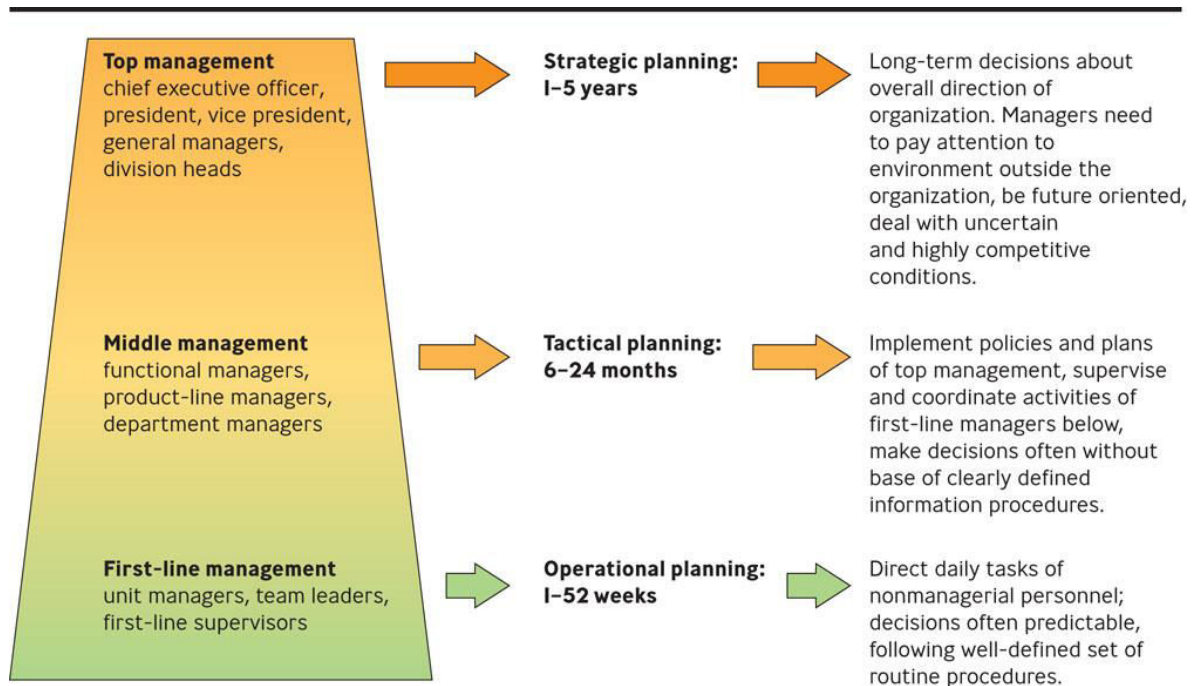 Top management
chief executive officer,
president, vice president,
general managers,
division heads
Strategic planning:
1–5 years
Long-term decisions about
overall direction of
organization. Managers need
to pay attention to
environment outside the
organization, be future oriented,
deal with uncertain
and highly competitive
conditions.
Middle management
functional managers,
product-line managers,
department managers
Tactical planning:
6–24 months
Implement policies and plans
of top management, supervise
and coordinate activities of
first-line managers below,
make decisions often without
base of clearly defined
information procedures.
First-line management
unit managers, team leaders,
first-line supervisors
Operational planning:
1–52 weeks
Direct daily tasks of
nonmanagerial personnel;
decisions often predictable,
following well-defined set of
routine procedures.